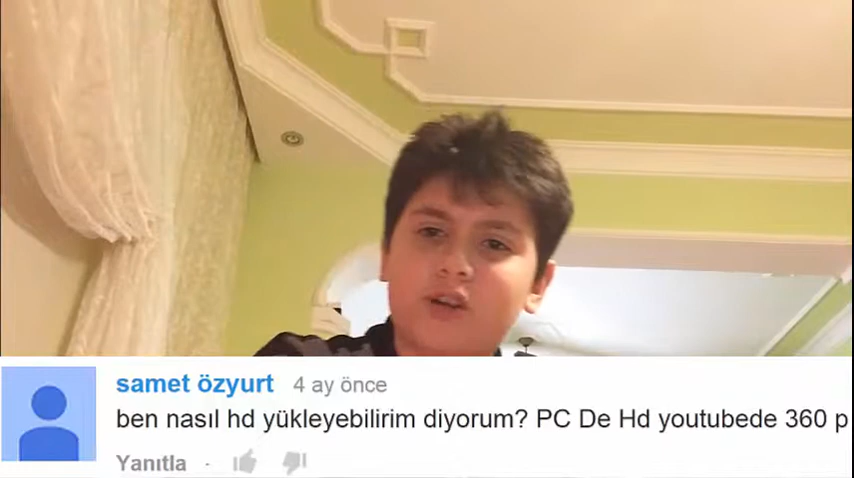 samet özyurt 4 ay önce
ben nasıl hd yükleyebilirim diyorum? PC De Hd youtubede 360 p
Yanıtla